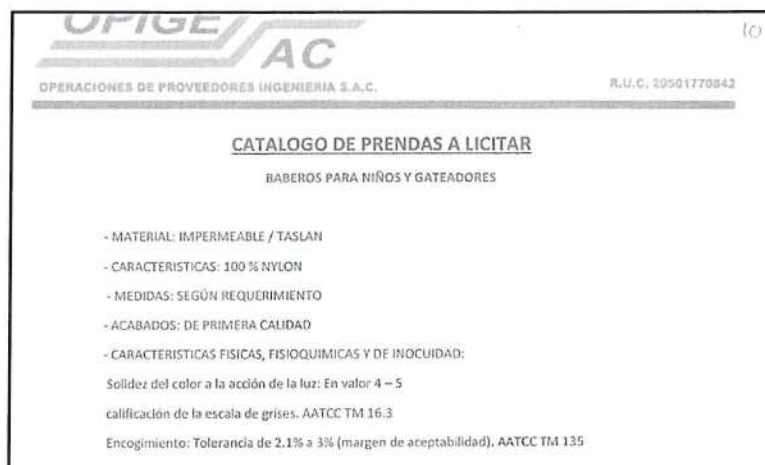 OPIGE
AC
10
OPERACIONES DE PROVEEDORES INGENIERIA S.A.C.
R.U.C. 20501770842
CATALOGO DE PRENDAS A LICITAR
BABEROS PARA NIÑOS Y GATEADORES
- MATERIAL: IMPERMEABLE / TASLAN
- CARACTERISTICAS: 100 % NYLON
- MEDIDAS: SEGÚN REQUERIMIENTO
- ACABADOS: DE PRIMERA CALIDAD
- CARACTERISTICAS FISICAS, FISIOQUIMICAS Y DE INOCUIDAD:
Solidez del color a la acción de la luz: En valor 4 – 5
calificación de la escala de grises. AATCC TM 16.3
Encogimiento: Tolerancia de 2.1% a 3% (margen de aceptabilidad). AATCC TM 135